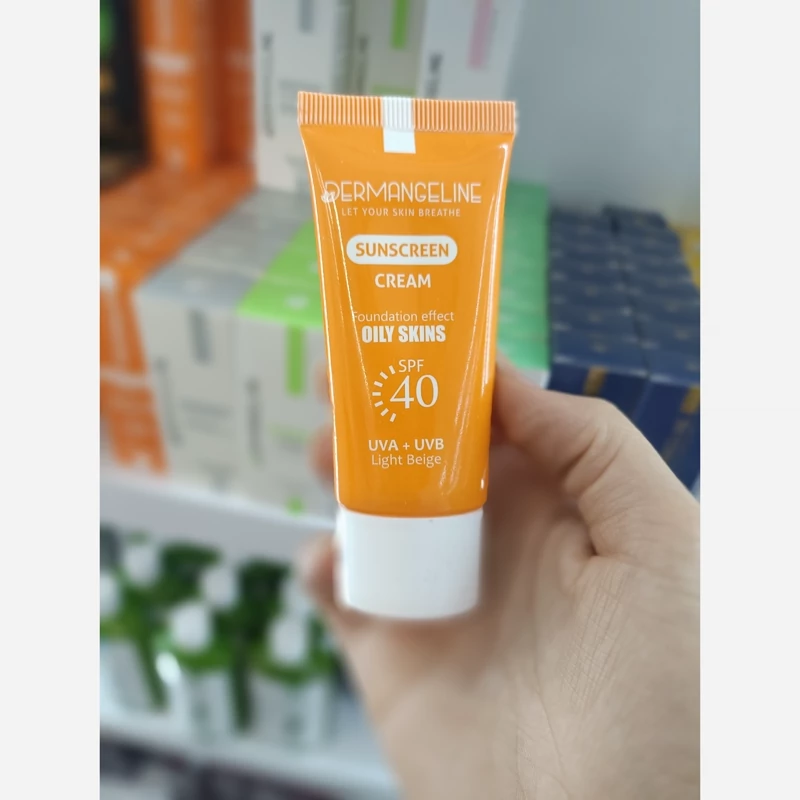 DERMANGELINE
LET YOUR SKIN BREATHE
SUNSCREEN
CREAM
Foundation effect
OILY SKINS
SPF
40
UVA + UVB
Light Beige